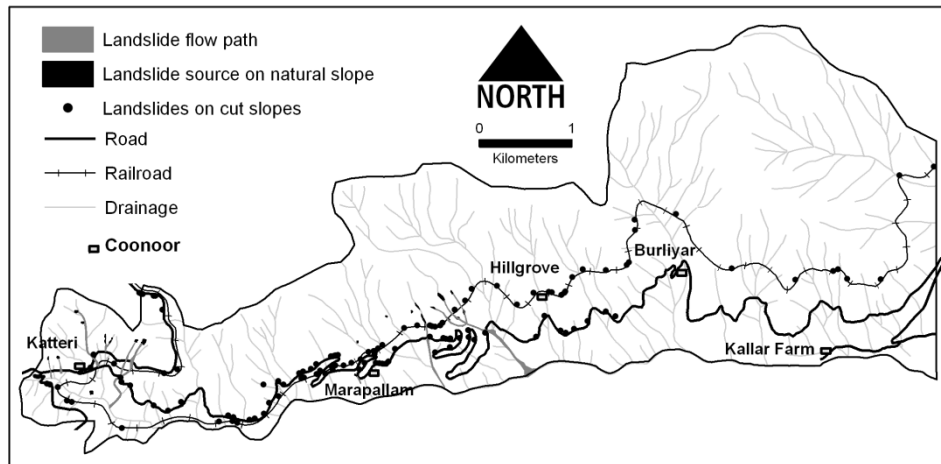 Landslide flow path
Landslide source on natural slope
Landslides on cut slopes
Road
Railroad
Drainage
Coonoor
NORTH
0 1
Kilometers
Burliyar
Hillgrove
Katteri
Kallar Farm
Marapallam